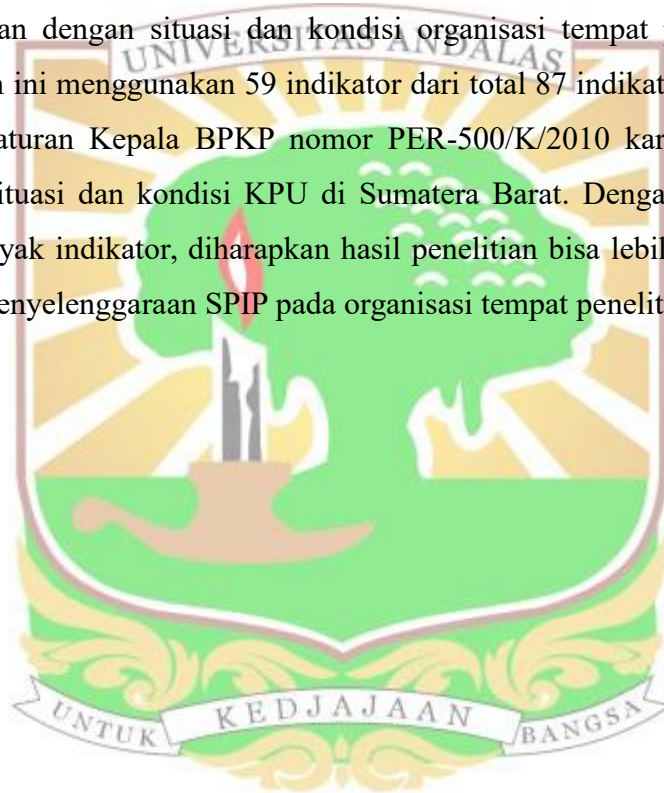 an dengan situasi dan kondisi organisasi tempat
UNIVERSITAS ANDALAS
ini menggunakan 59 indikator dari total 87 indikat
aturan Kepala BPKP nomor PER-500/K/2010 kar
ituasi dan kondisi KPU di Sumatera Barat. Denga
yak indikator, diharapkan hasil penelitian bisa lebih
enyelenggaraan SPIP pada organisasi tempat penelit
UNTUK KEDJAJAAN BANGSA